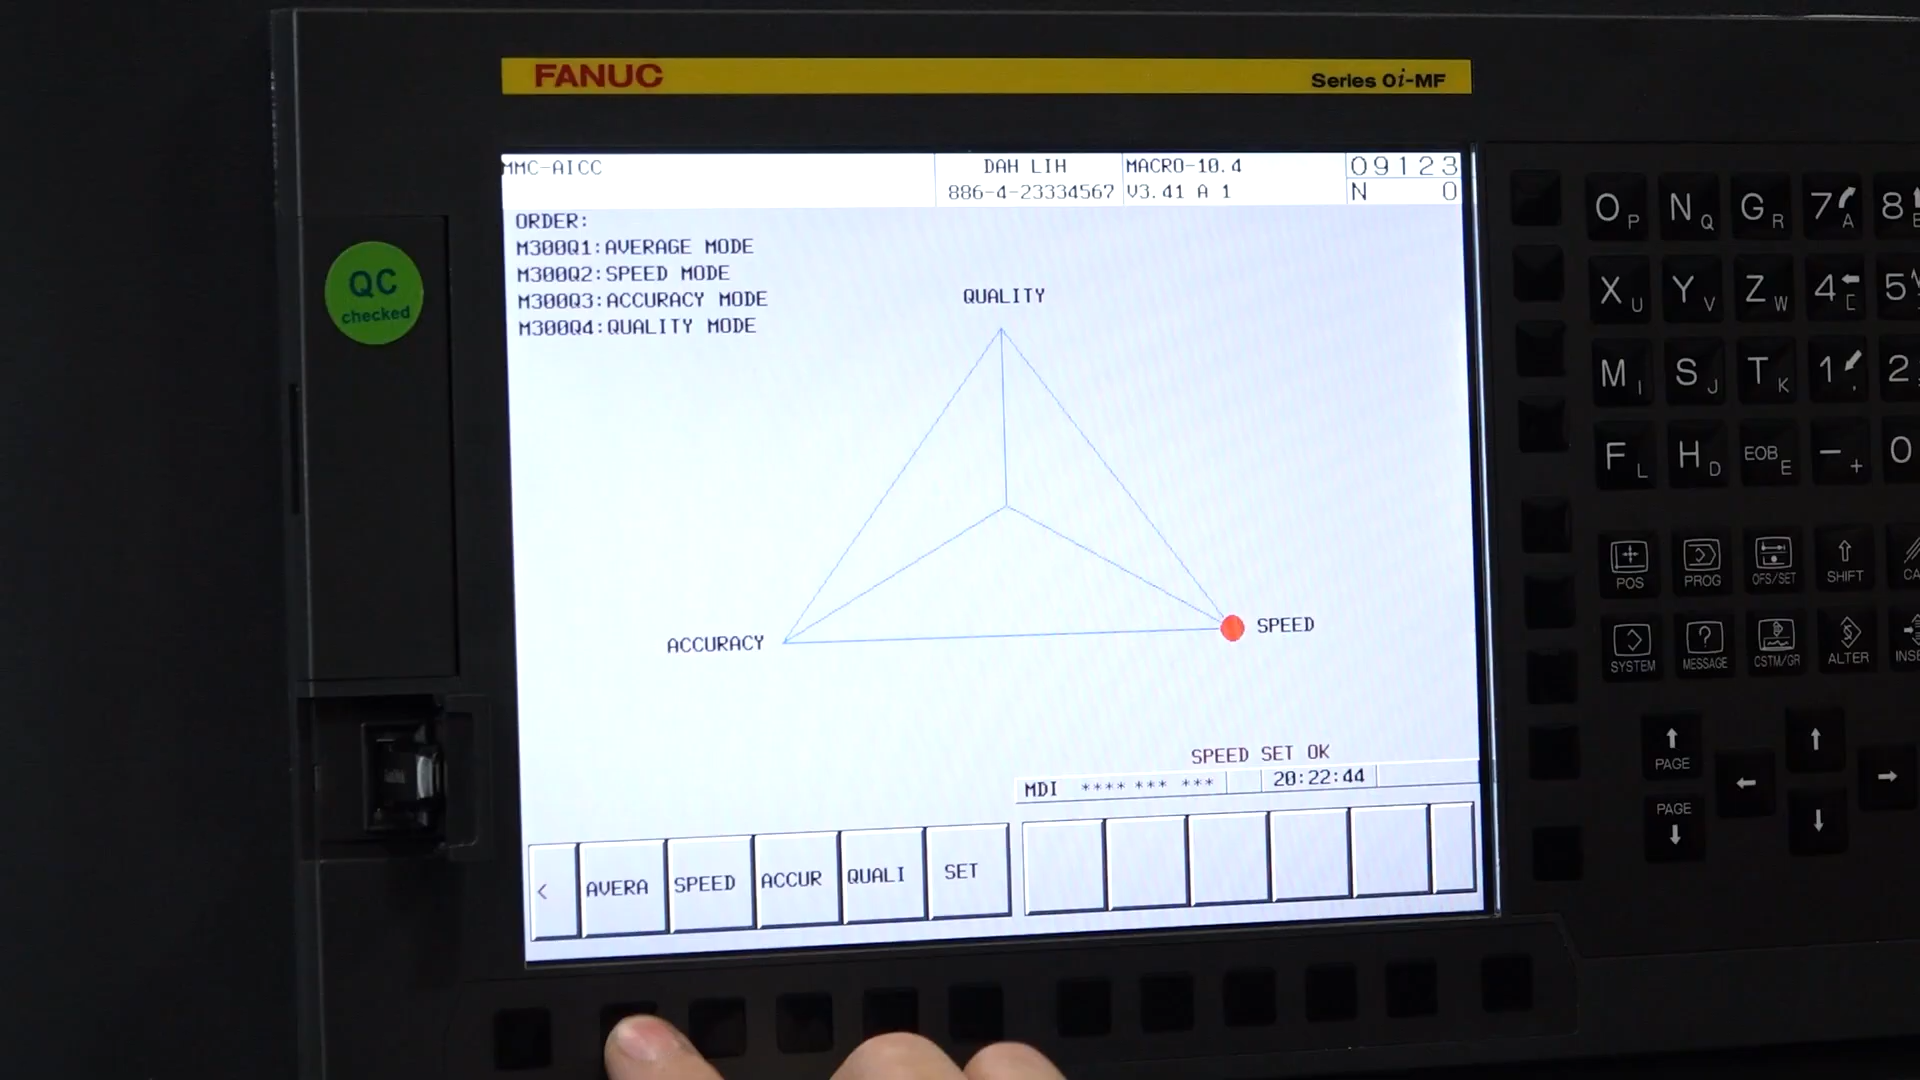 FANUC
Series 0i-MF
MMC-AICC
DAH LIH
886-4-23334567
MACRO-10.4
V3.41 A 1
O9123
N 0
ORDER:
M300Q1:AVERAGE MODE
M300Q2:SPEED MODE
M300Q3:ACCURACY MODE
M300Q4:QUALITY MODE
QUALITY
ACCURACY
SPEED
SPEED SET OK
MDI **** *** ***
20:22:44
< AVERA SPEED ACCUR QUALI SET
QC
checked
O P N Q G R 7 A 8
X U Y V Z W 4 [ 5
M I S J T K 1 , 2
F L H D EOB E - + 0
POS PROG OFS/SET SHIFT
SYSTEM MESSAGE CSTM/GR ALTER
PAGE
PAGE